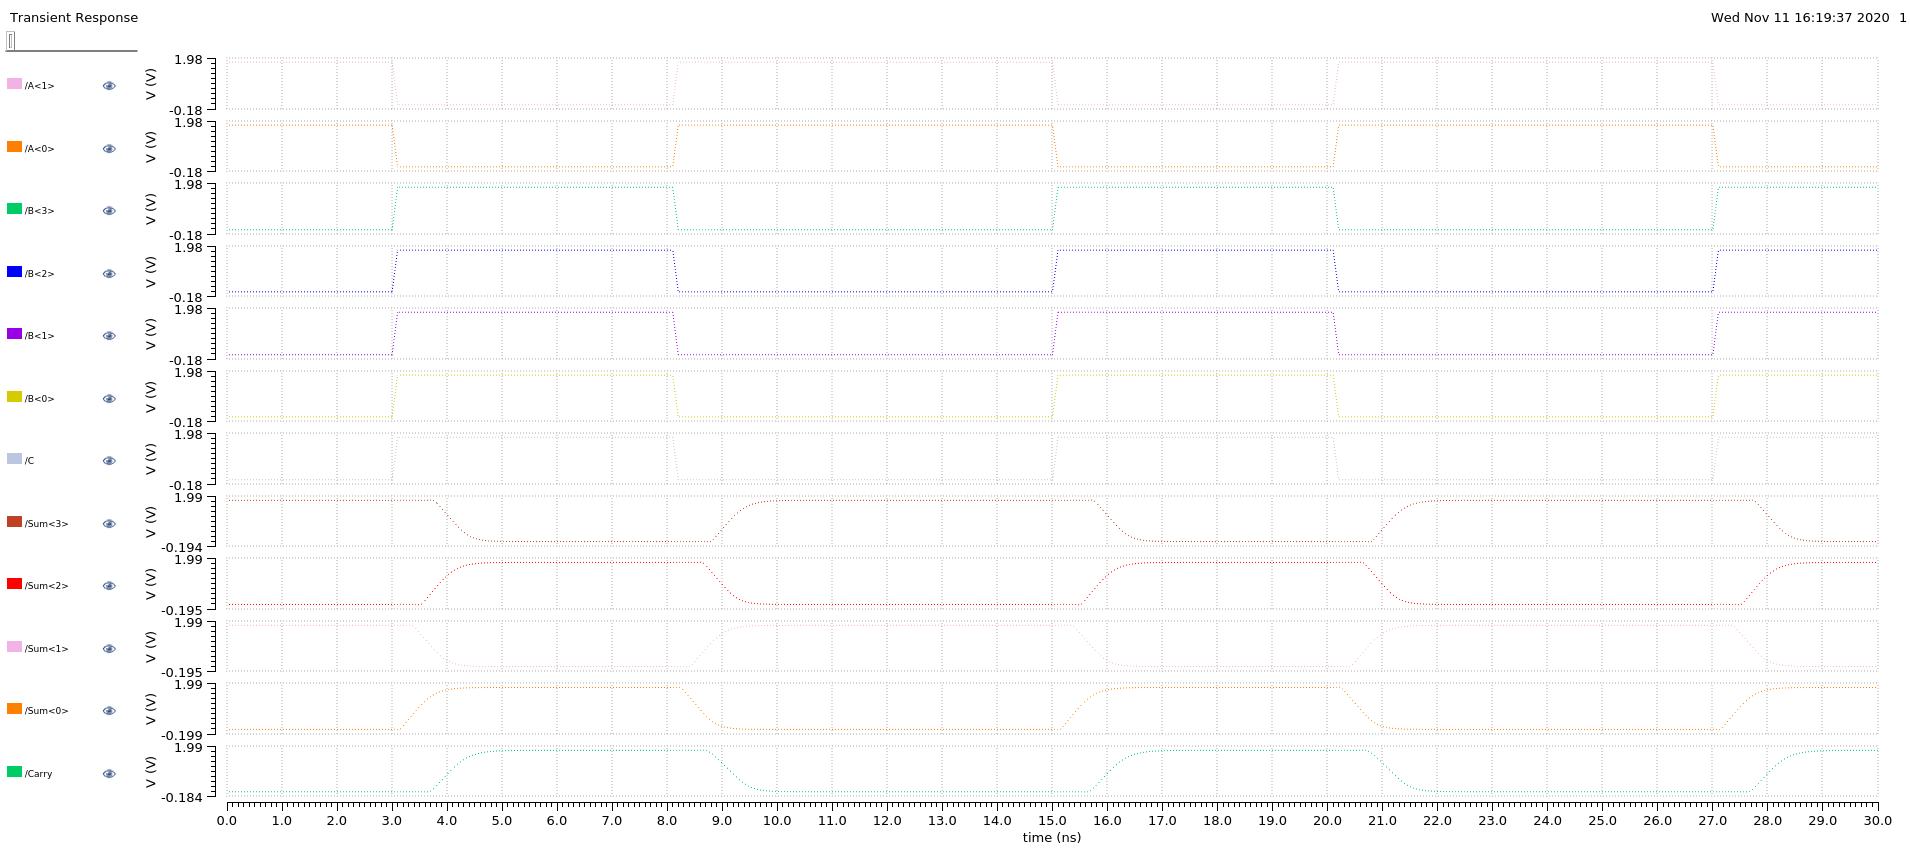 Transient Response
Wed Nov 11 16:19:37 2020 1
/A<1>
V (V)
1.98
-0.18
/A<0>
V (V)
1.98
-0.18
/B<3>
V (V)
1.98
-0.18
/B<2>
V (V)
1.98
-0.18
/B<1>
V (V)
1.98
-0.18
/B<0>
V (V)
1.98
-0.18
/C
V (V)
1.98
-0.18
/Sum<3>
V (V)
1.99
-0.194
/Sum<2>
V (V)
1.99
-0.195
/Sum<1>
V (V)
1.99
-0.195
/Sum<0>
V (V)
1.99
-0.199
/Carry
V (V)
1.99
-0.184
0.0 1.0 2.0 3.0 4.0 5.0 6.0 7.0 8.0 9.0 10.0 11.0 12.0 13.0 14.0 15.0 16.0 17.0 18.0 19.0 20.0 21.0 22.0 23.0 24.0 25.0 26.0 27.0 28.0 29.0 30.0
time (ns)